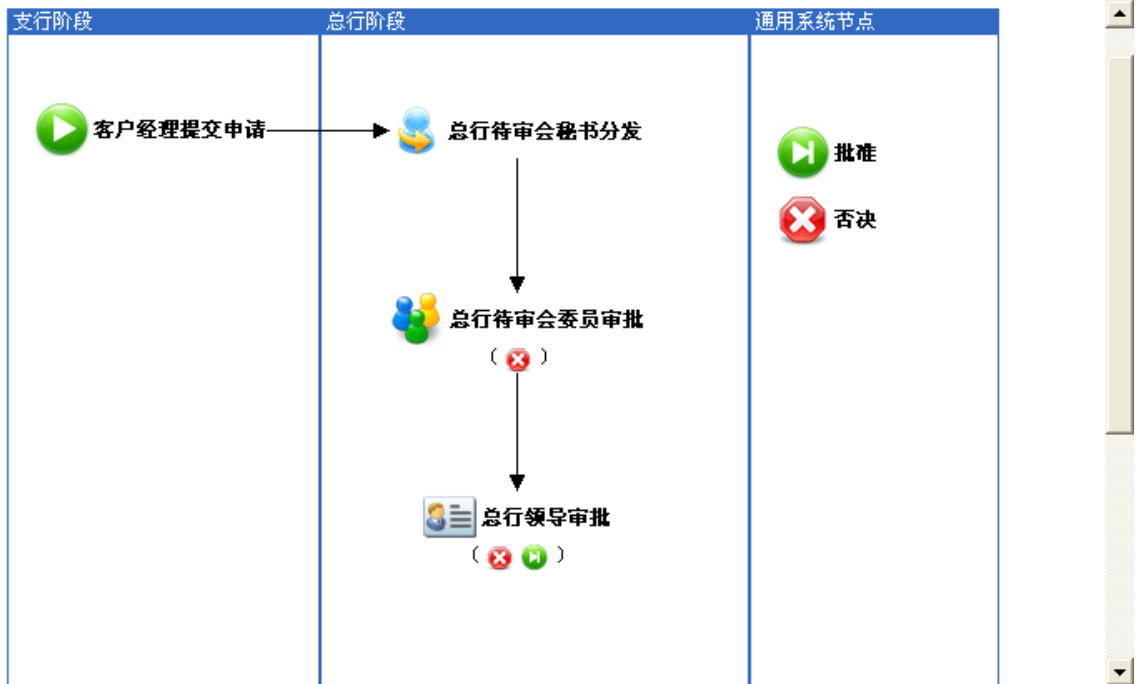 支行阶段
总行阶段
通用系统节点
客户经理提交申请
总行待审会秘书分发
批准
否决
总行待审会委员审批
( )
总行领导审批
( )